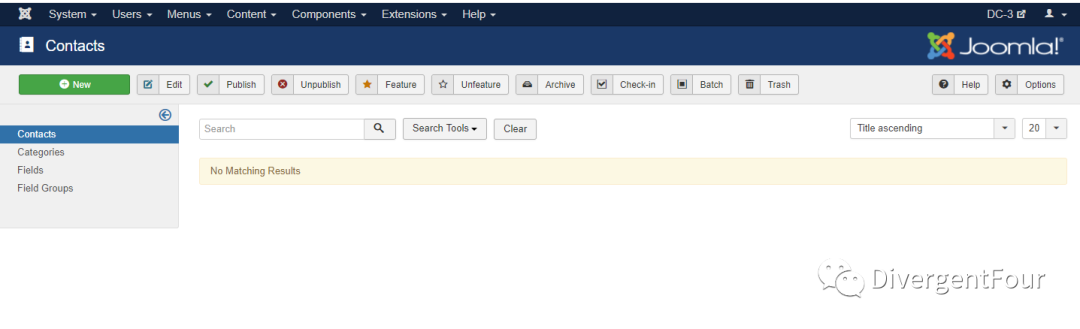 System Users Menus Content Components Extensions Help DC-3
Contacts Joomla!®
New Edit Publish Unpublish Feature Unfeature Archive Check-in Batch Trash Help Options
Contacts
Categories
Fields
Field Groups
Search Search Tools Clear Title ascending 20
No Matching Results
DivergentFour